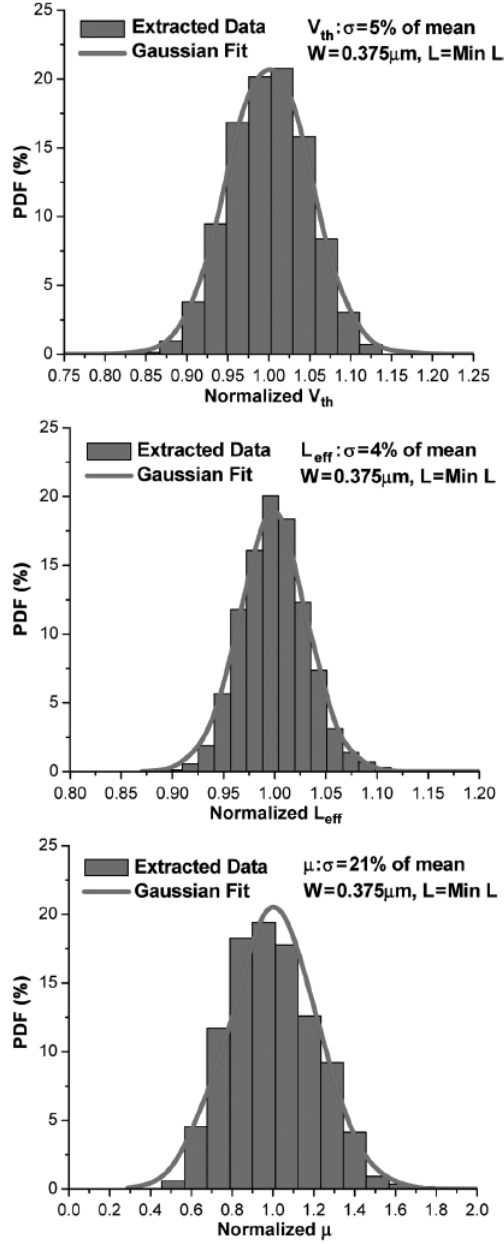 25
20
15
10
5
0
PDF (%)
Extracted Data
Gaussian Fit
V_th:σ=5% of mean
W=0.375μm, L=Min L
0.75 0.80 0.85 0.90 0.95 1.00 1.05 1.10 1.15 1.20 1.25
Normalized V_th
25
20
15
10
5
0
PDF (%)
Extracted Data
Gaussian Fit
L_eff:σ=4% of mean
W=0.375μm, L=Min L
0.80 0.85 0.90 0.95 1.00 1.05 1.10 1.15 1.20
Normalized L_eff
25
20
15
10
5
0
PDF (%)
Extracted Data
Gaussian Fit
μ:σ=21% of mean
W=0.375μm, L=Min L
0.0 0.2 0.4 0.6 0.8 1.0 1.2 1.4 1.6 1.8 2.0
Normalized μ